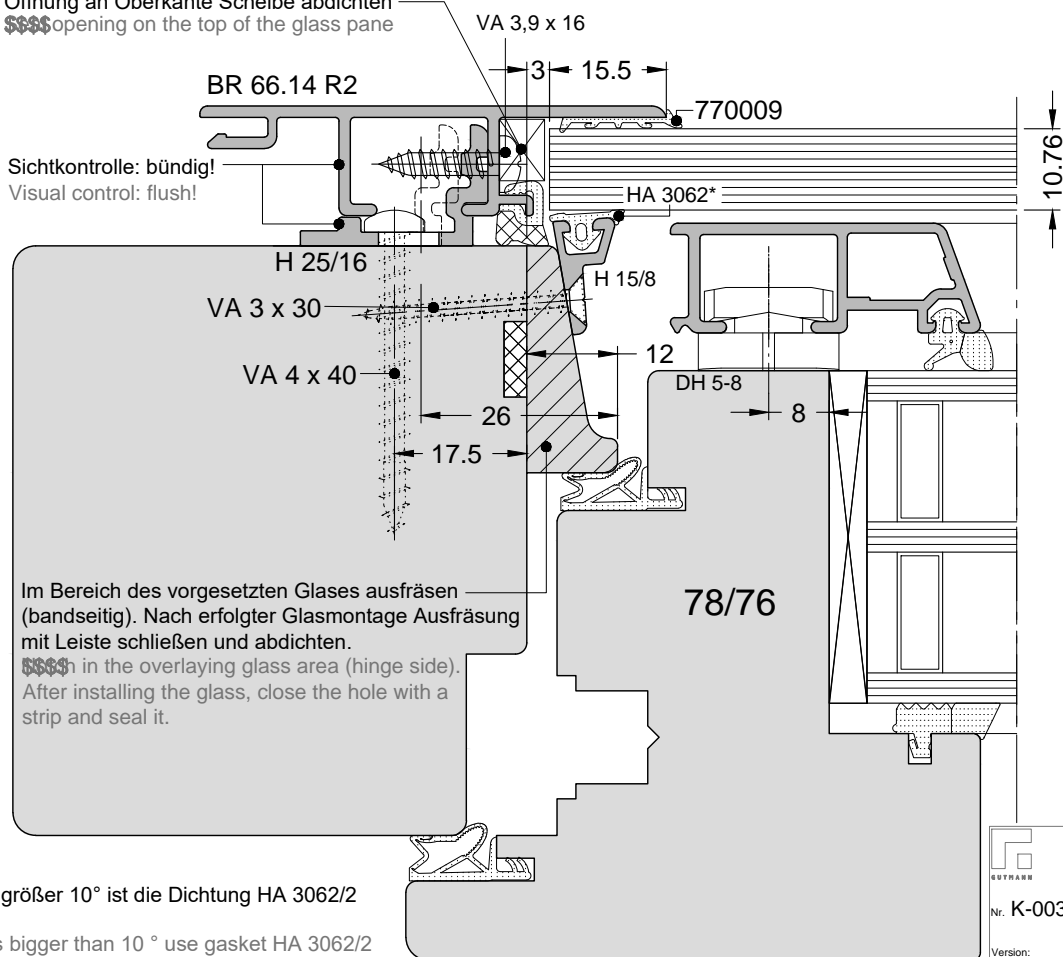 Öffnung an Oberkante Scheibe abdichten
$$$$ opening on the top of the glass pane
VA 3,9 x 16
3
15.5
BR 66.14 R2
770009
10.76
Sichtkontrolle: bündig!
Visual control: flush!
HA 3062*
H 25/16
H 15/8
VA 3 x 30
12
VA 4 x 40
DH 5-8
26
8
17.5
Im Bereich des vorgesetzten Glases ausfräsen
(bandseitig). Nach erfolgter Glasmontage Ausfräsung
mit Leiste schließen und abdichten.
in the overlaying glass area (hinge side).
After installing the glass, close the hole with a
strip and seal it.
78/76
größer 10° ist die Dichtung HA 3062/2
bigger than 10 ° use gasket HA 3062/2
GUTMANN
Nr. K-003
Version: